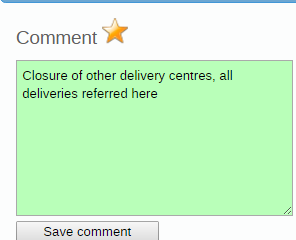 Comment
Closure of other delivery centres, all
deliveries referred here
Save comment